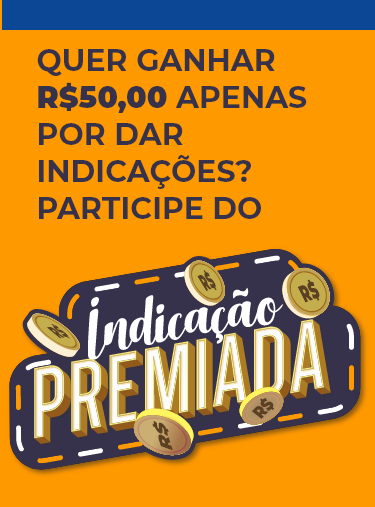 QUER GANHAR
R$50,00 APENAS
POR DAR
INDICAÇÕES?
PARTICIPE DO
R$
R$
R$
indicação
PREMIADA
R$
R$